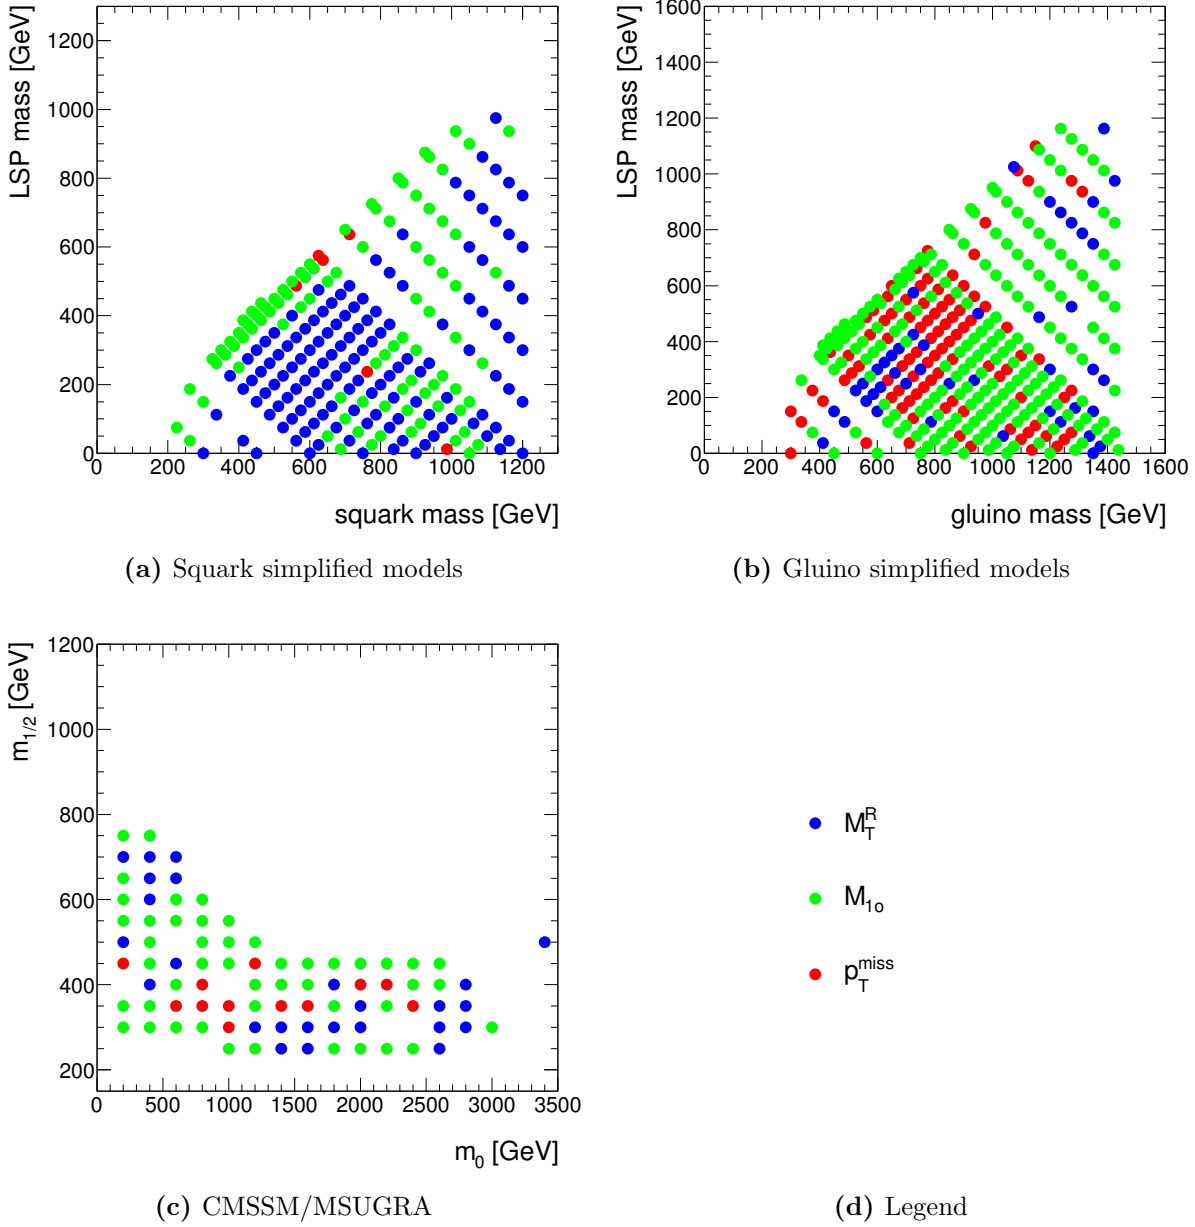 LSP mass [GeV]
1200
1000
800
600
400
200
0
0 200 400 600 800 1000 1200
squark mass [GeV]
(a) Squark simplified models
LSP mass [GeV]
1600
1400
1200
1000
800
600
400
200
0
0 200 400 600 800 1000 1200 1400 1600
gluino mass [GeV]
(b) Gluino simplified models
m1/2 [GeV]
1200
1000
800
600
400
200
0 500 1000 1500 2000 2500 3000 3500
m0 [GeV]
(c) CMSSM/MSUGRA
M_T^R
M_1o
p_T^miss
(d) Legend